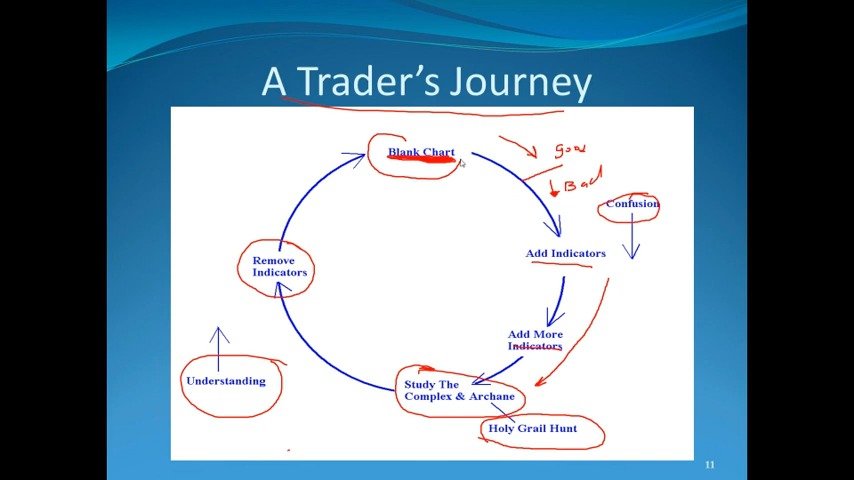 A Trader's Journey
Blank Chart
Good
Bad
Confusion
Add Indicators
Remove
Indicators
Add More
Indicators
Understanding
Study The
Complex & Archane
Holy Grail Hunt
11